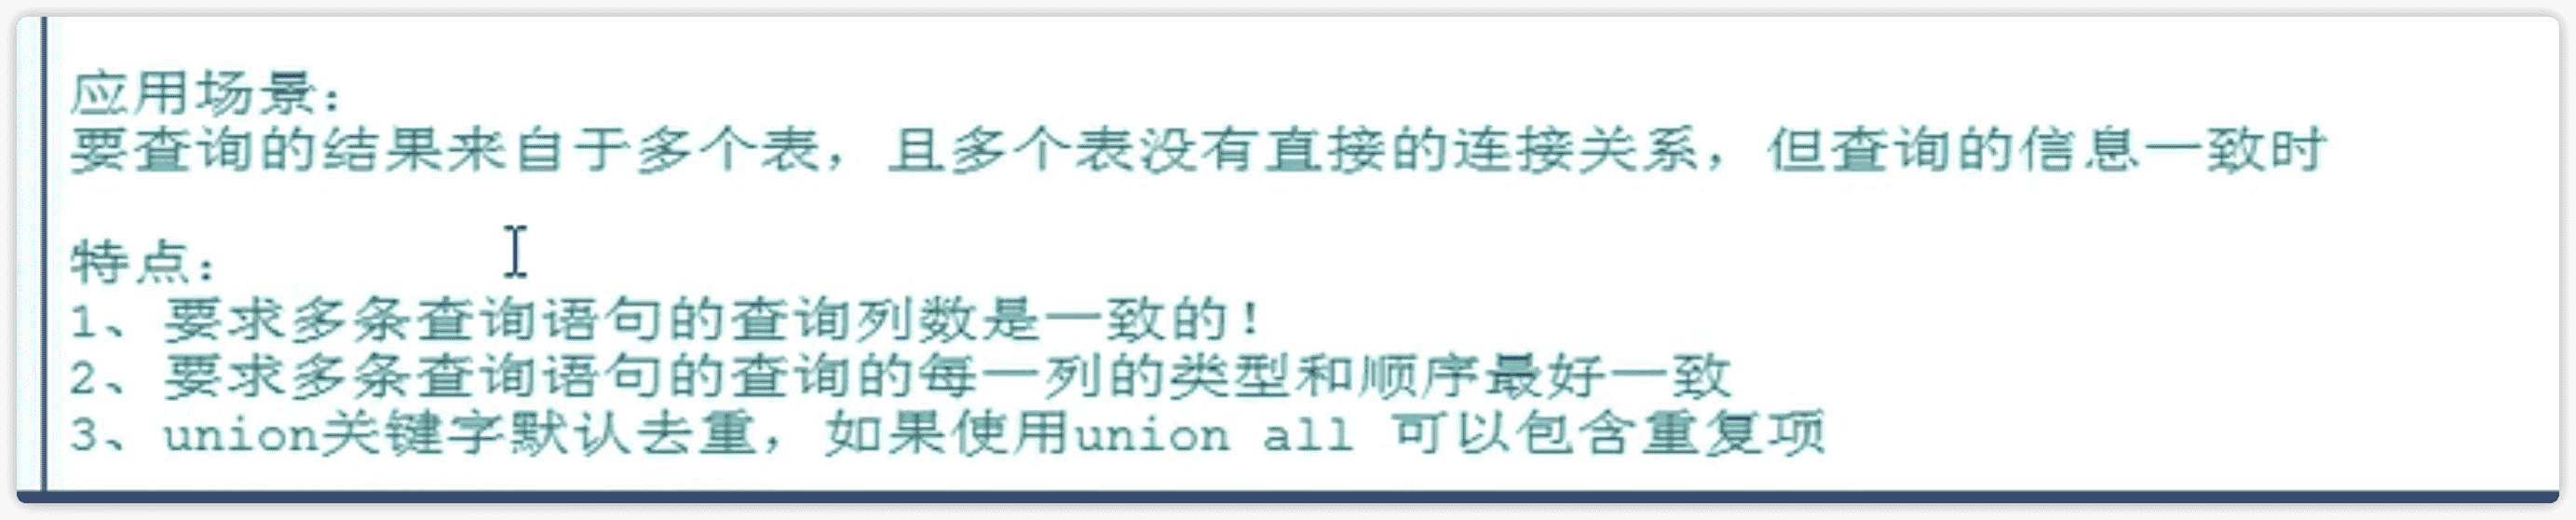 应用场景：
要查询的结果来自于多个表，且多个表没有直接的连接关系，但查询的信息一致时
特点：
1、要求多条查询语句的查询列数是一致的！
2、要求多条查询语句的查询的每一列的类型和顺序最好一致
3、union关键字默认去重，如果使用union all 可以包含重复项